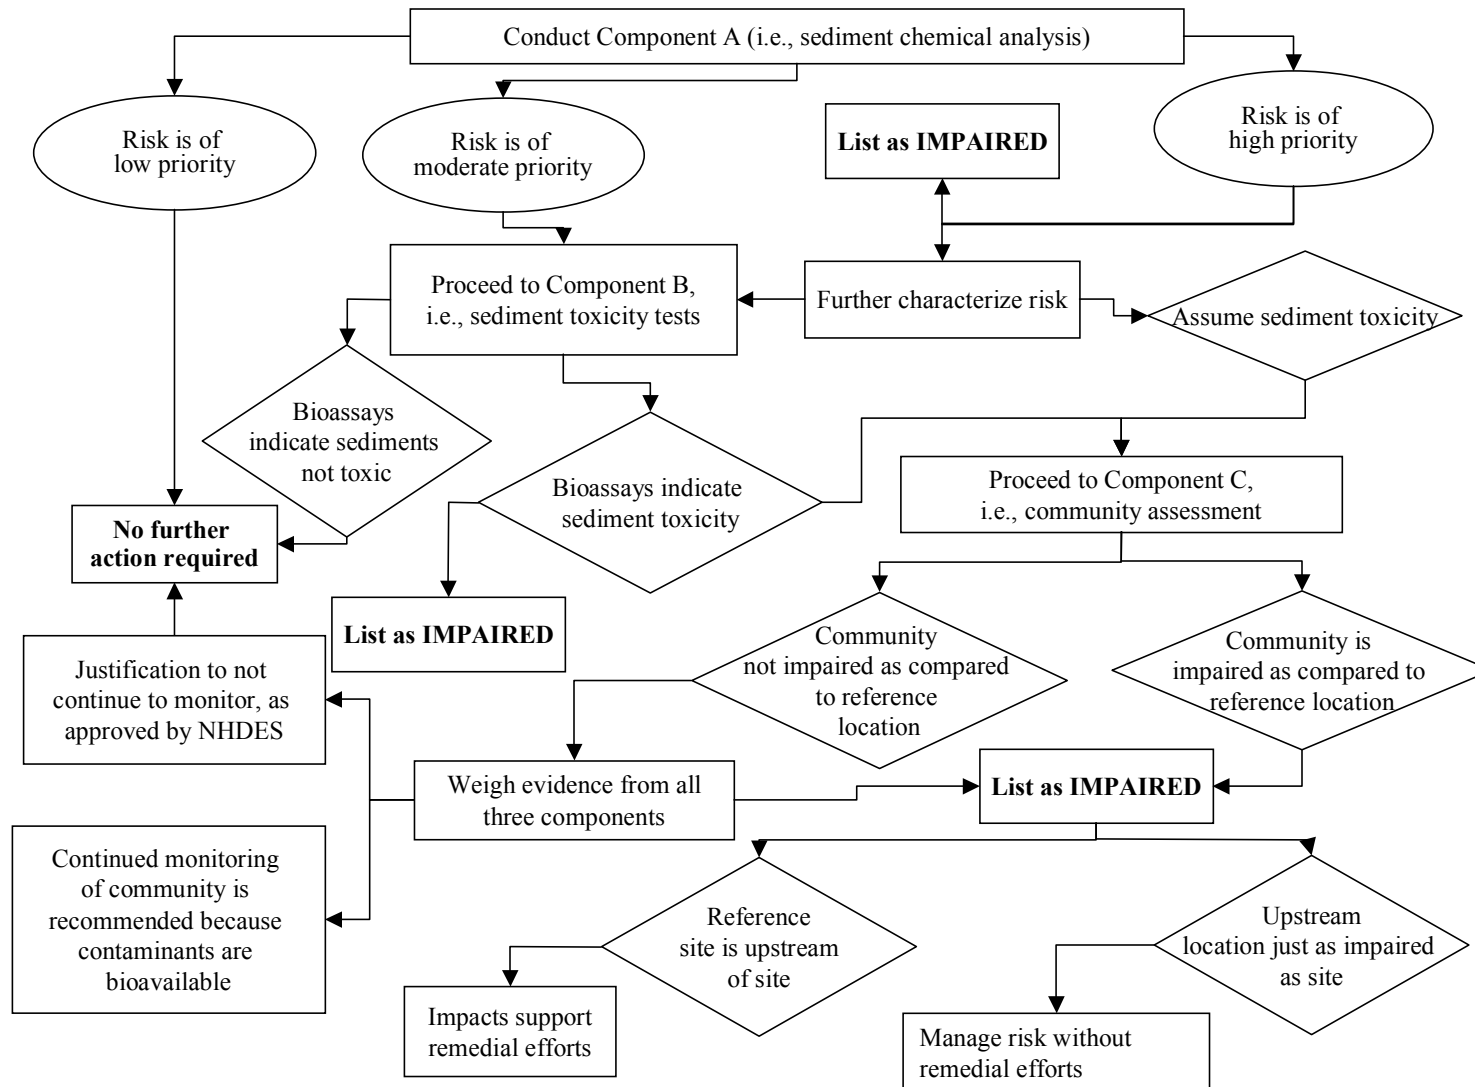 Conduct Component A (i.e., sediment chemical analysis)
Risk is of
low priority
Risk is of
moderate priority
List as IMPAIRED
Risk is of
high priority
Proceed to Component B,
i.e., sediment toxicity tests
Further characterize risk
Assume sediment toxicity
Bioassays
indicate sediments
not toxic
Bioassays indicate
sediment toxicity
Proceed to Component C,
i.e., community assessment
No further
action required
List as IMPAIRED
Community
not impaired as compared
to reference
location
Community is
impaired as compared to
reference location
Justification to not
continue to monitor, as
approved by NHDES
Weigh evidence from all
three components
List as IMPAIRED
Continued monitoring
of community is
recommended because
contaminants are
bioavailable
Reference
site is upstream
of site
Upstream
location just as impaired
as site
Impacts support
remedial efforts
Manage risk without
remedial efforts